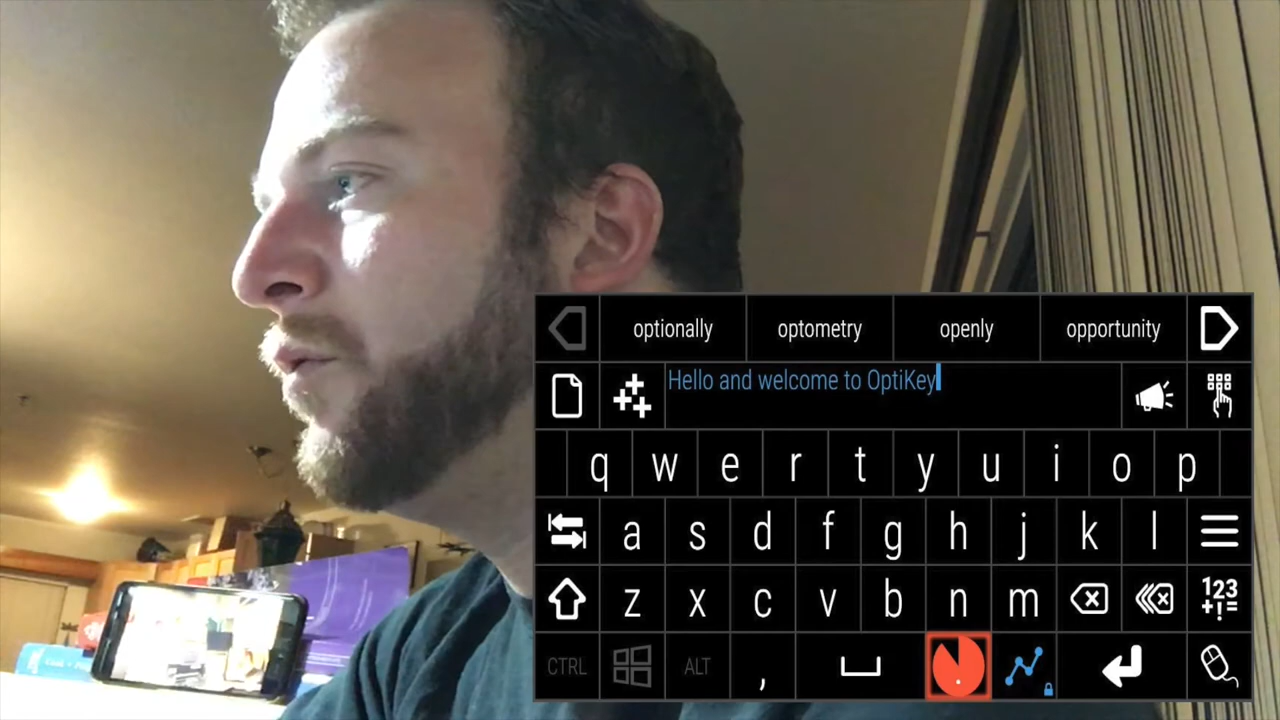 optionally optometry openly opportunity
Hello and welcome to OptiKey
q w e r t y u i o p
a s d f g h j k l
z x c v b n m 123
+!=
CTRL ALT , .